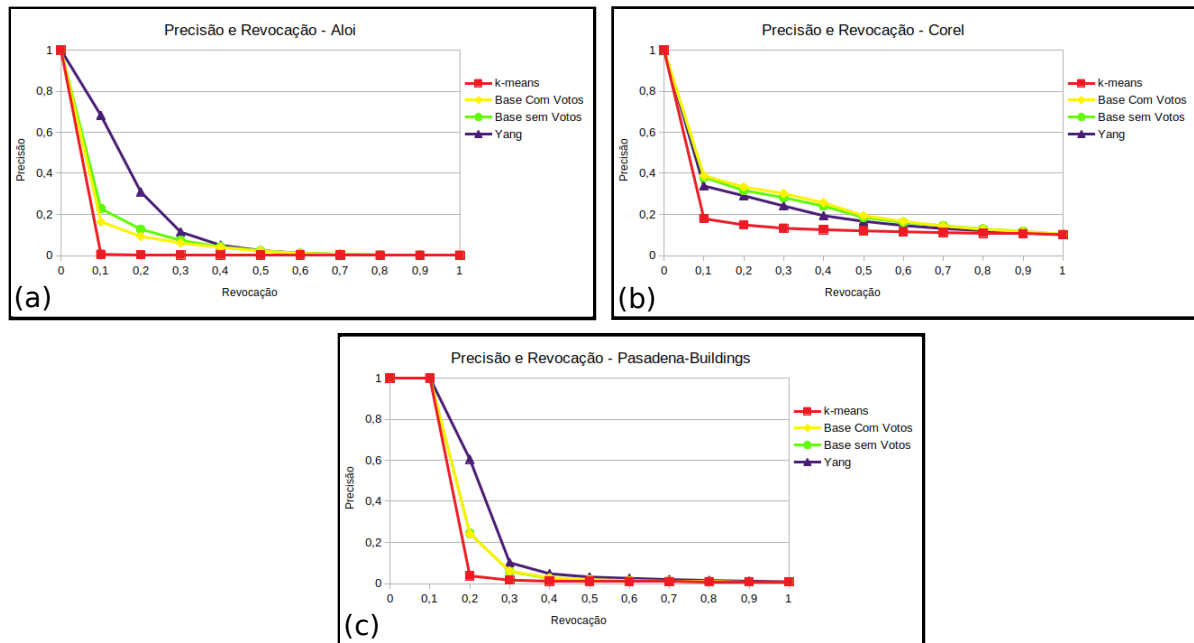 Precisão e Revocação - Aloi
1
0,8
0,6
0,4
0,2
0
Precisão
0 0,1 0,2 0,3 0,4 0,5 0,6 0,7 0,8 0,9 1
Revocação
k-means
Base Com Votos
Base sem Votos
Yang
(a)
Precisão e Revocação - Corel
1
0,8
0,6
0,4
0,2
0
Precisão
0 0,1 0,2 0,3 0,4 0,5 0,6 0,7 0,8 0,9 1
Revocação
k-means
Base Com Votos
Base sem Votos
Yang
(b)
Precisão e Revocação - Pasadena-Buildings
1
0,8
0,6
0,4
0,2
0
Precisão
0 0,1 0,2 0,3 0,4 0,5 0,6 0,7 0,8 0,9 1
Revocação
k-means
Base Com Votos
Base sem Votos
Yang
(c)